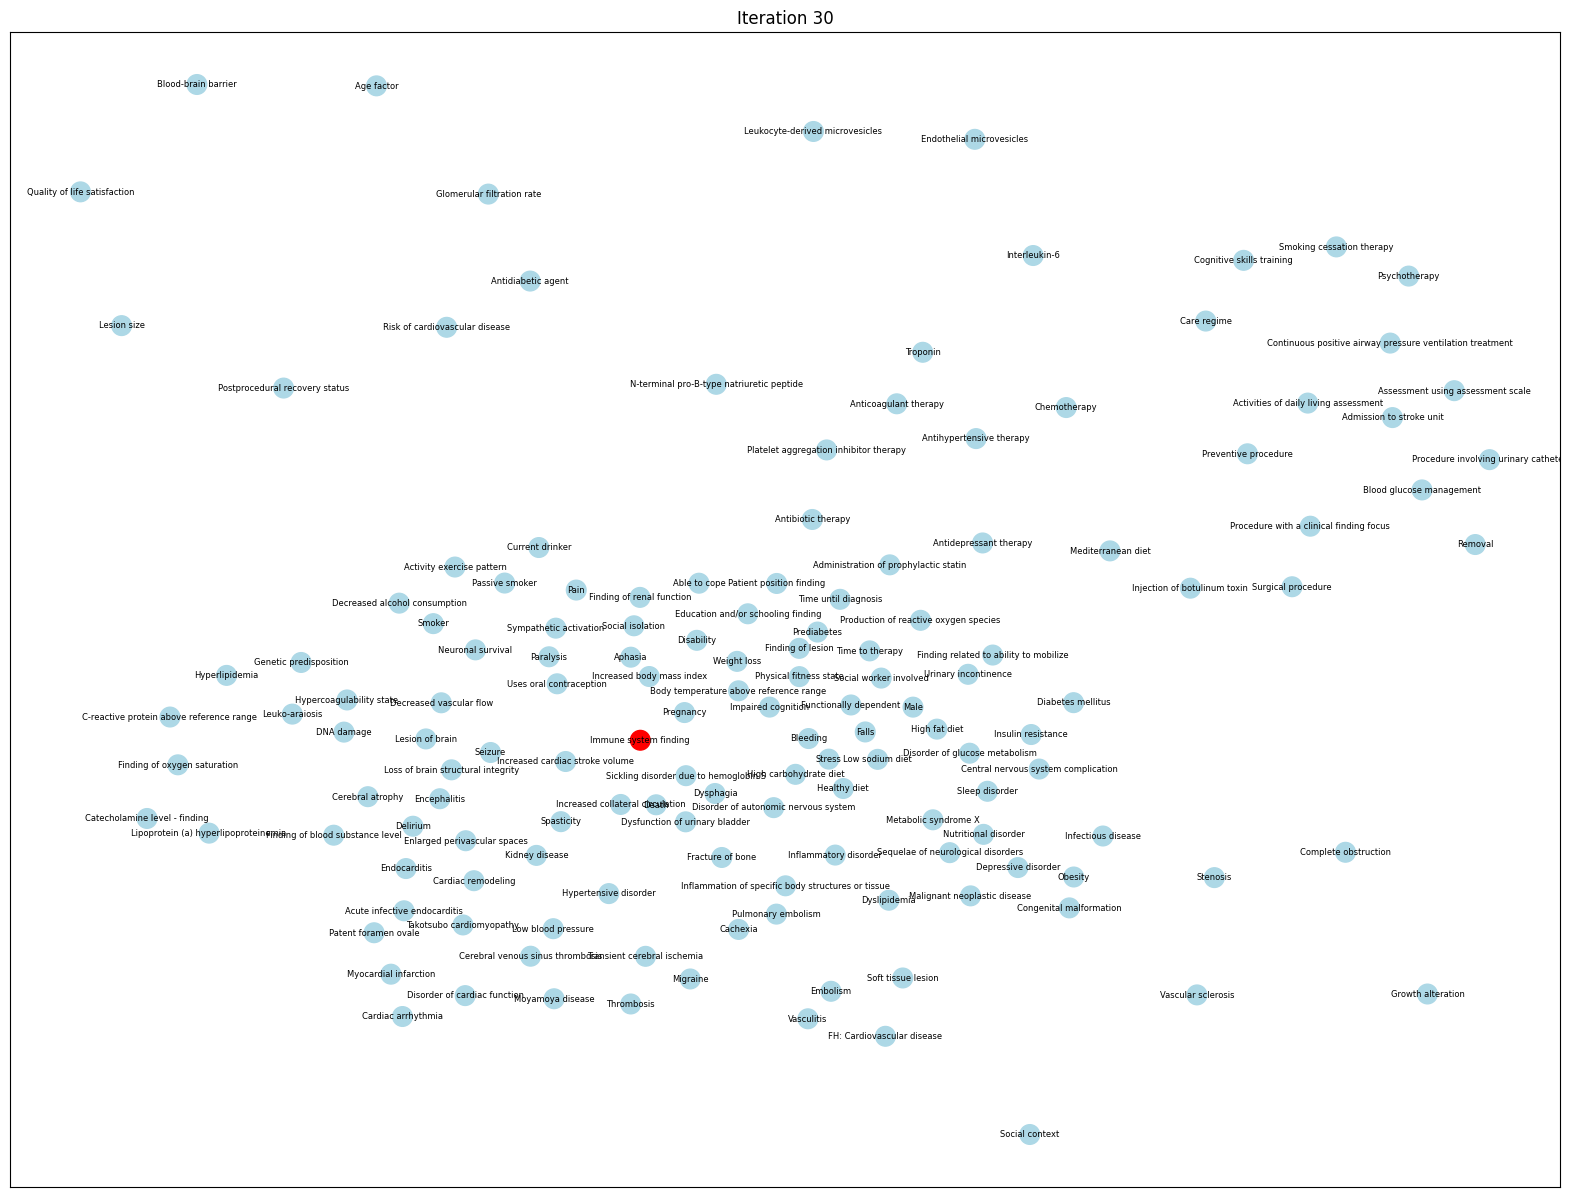 Iteration 30
Blood-brain barrier
Age factor
Leukocyte-derived microvesicles
Endothelial microvesicles
Quality of life satisfaction
Glomerular filtration rate
Smoking cessation therapy
Interleukin-6
Cognitive skills training
Psychotherapy
Antidiabetic agent
Care regime
Lesion size
Risk of cardiovascular disease
Continuous positive airway pressure ventilation treatment
Troponin
N-terminal pro-B-type natriuretic peptide
Postprocedural recovery status
Assessment using assessment scale
Anticoagulant therapy
Activities of daily living assessment
Chemotherapy
Admission to stroke unit
Antihypertensive therapy
Platelet aggregation inhibitor therapy
Preventive procedure
Procedure involving urinary cathete
Blood glucose management
Antibiotic therapy
Procedure with a clinical finding focus
Antidepressant therapy
Removal
Current drinker
Mediterranean diet
Activity exercise pattern
Administration of prophylactic statin
Passive smoker
Able to cope
Patient position finding
Pain
Injection of botulinum toxin
Surgical procedure
Finding of renal function
Time until diagnosis
Decreased alcohol consumption
Education and/or schooling finding
Production of reactive oxygen species
Smoker
Sympathetic activation
Social isolation
Prediabetes
Disability
Finding of lesion
Neuronal survival
Time to therapy
Finding related to ability to mobilize
Paralysis
Aphasia
Weight loss
Genetic predisposition
Hyperlipidemia
Urinary incontinence
Increased body mass index
Physical fitness state
Social worker involved
Uses oral contraception
Body temperature above reference range
Hypercoagulability state
Decreased vascular flow
Diabetes mellitus
Functionally dependent
Impaired cognition
Male
Pregnancy
Leuko-araiosis
C-reactive protein above reference range
High fat diet
DNA damage
Falls
Insulin resistance
Lesion of brain
Immune system finding
Bleeding
Seizure
Disorder of glucose metabolism
Stress
Low sodium diet
Increased cardiac stroke volume
Finding of oxygen saturation
Loss of brain structural integrity
Central nervous system complication
High carbohydrate diet
Sickling disorder due to hemoglobin S
Healthy diet
Sleep disorder
Dysphagia
Cerebral atrophy
Encephalitis
Increased collateral circulation
Death
Disorder of autonomic nervous system
Catecholamine level - finding
Metabolic syndrome X
Spasticity
Dysfunction of urinary bladder
Delirium
Lipoprotein (a) hyperlipoproteinemia
Finding of blood substance level
Nutritional disorder
Infectious disease
Enlarged perivascular spaces
Sequelae of neurological disorders
Complete obstruction
Kidney disease
Fracture of bone
Inflammatory disorder
Endocarditis
Depressive disorder
Obesity
Stenosis
Cardiac remodeling
Inflammation of specific body structures or tissue
Hypertensive disorder
Malignant neoplastic disease
Dyslipidemia
Congenital malformation
Acute infective endocarditis
Pulmonary embolism
Takotsubo cardiomyopathy
Low blood pressure
Cachexia
Patent foramen ovale
Cerebral venous sinus thrombosis
Transient cerebral ischemia
Myocardial infarction
Migraine
Soft tissue lesion
Embolism
Disorder of cardiac function
Moyamoya disease
Vascular sclerosis
Growth alteration
Thrombosis
Cardiac arrhythmia
Vasculitis
FH: Cardiovascular disease
Social context